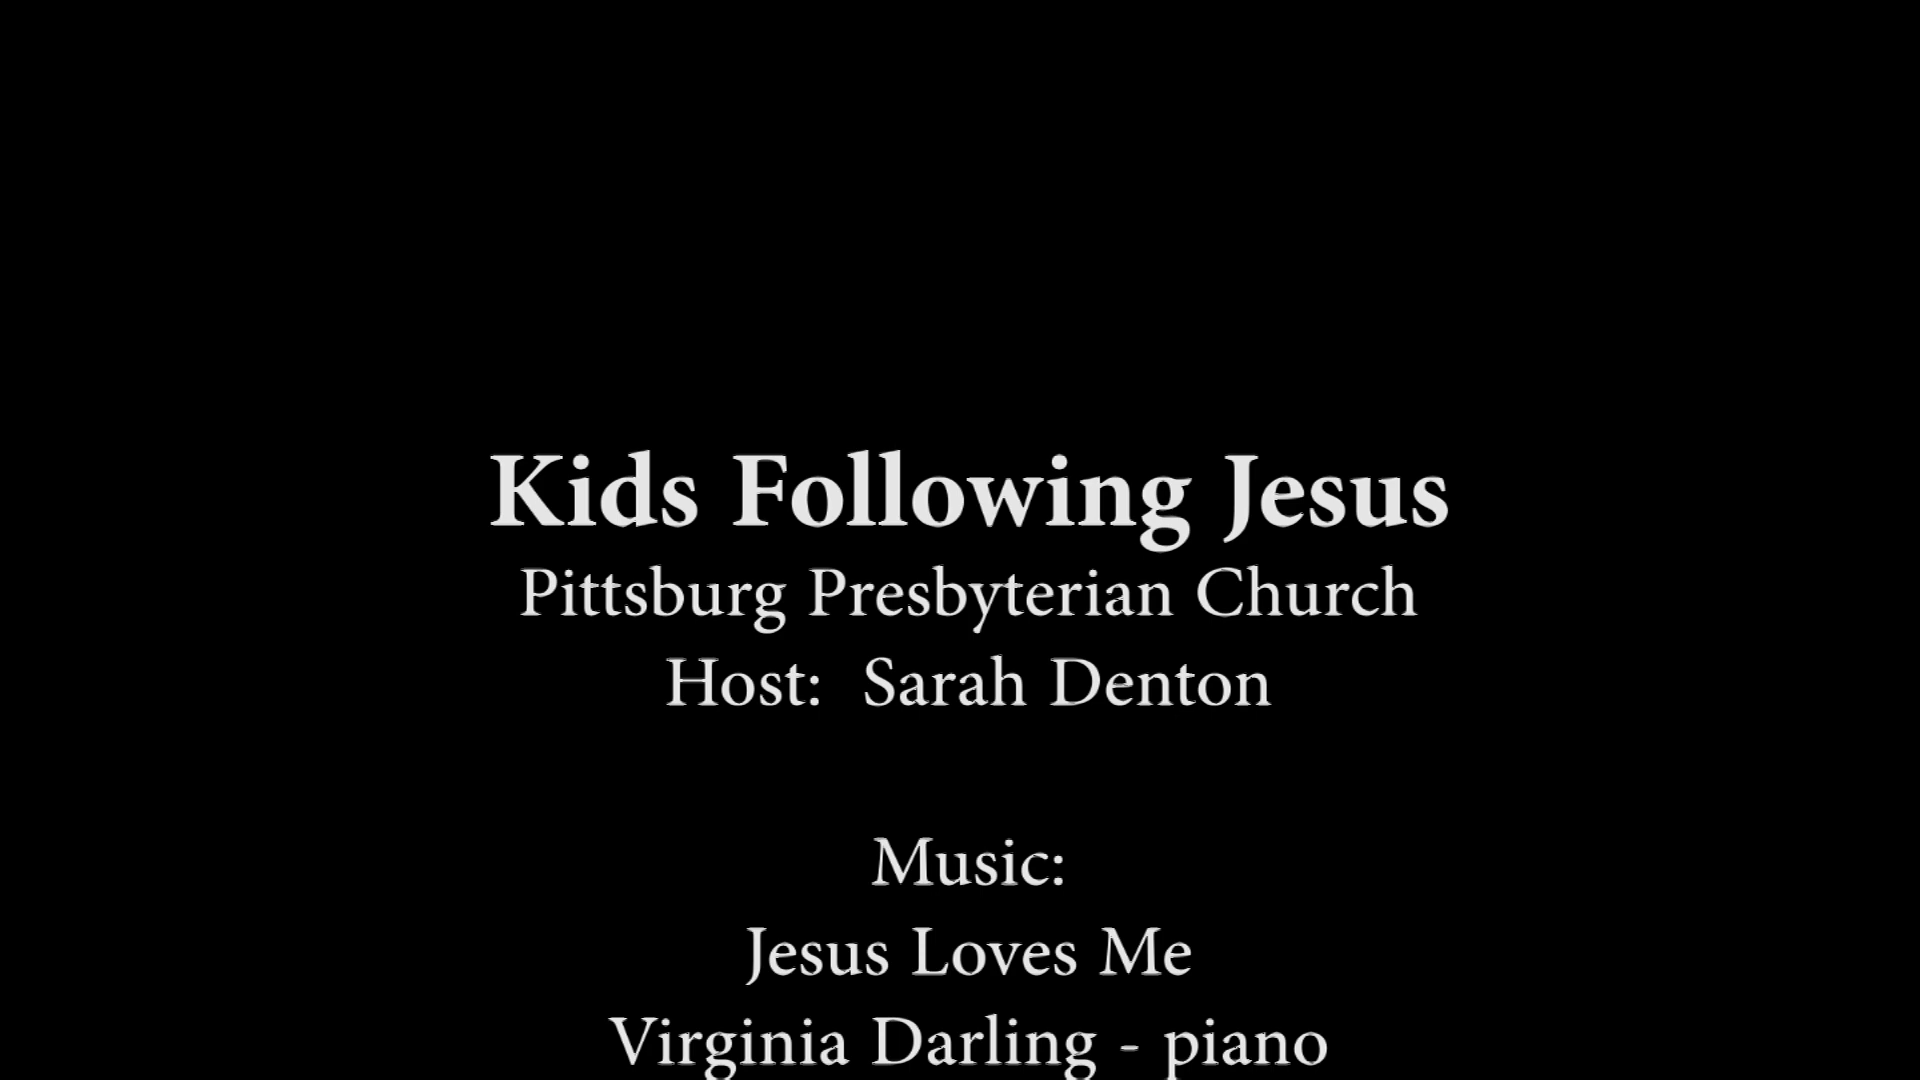 Kids Following Jesus
Pittsburg Presbyterian Church
Host:  Sarah Denton
Music:
Jesus Loves Me
Virginia Darling - piano